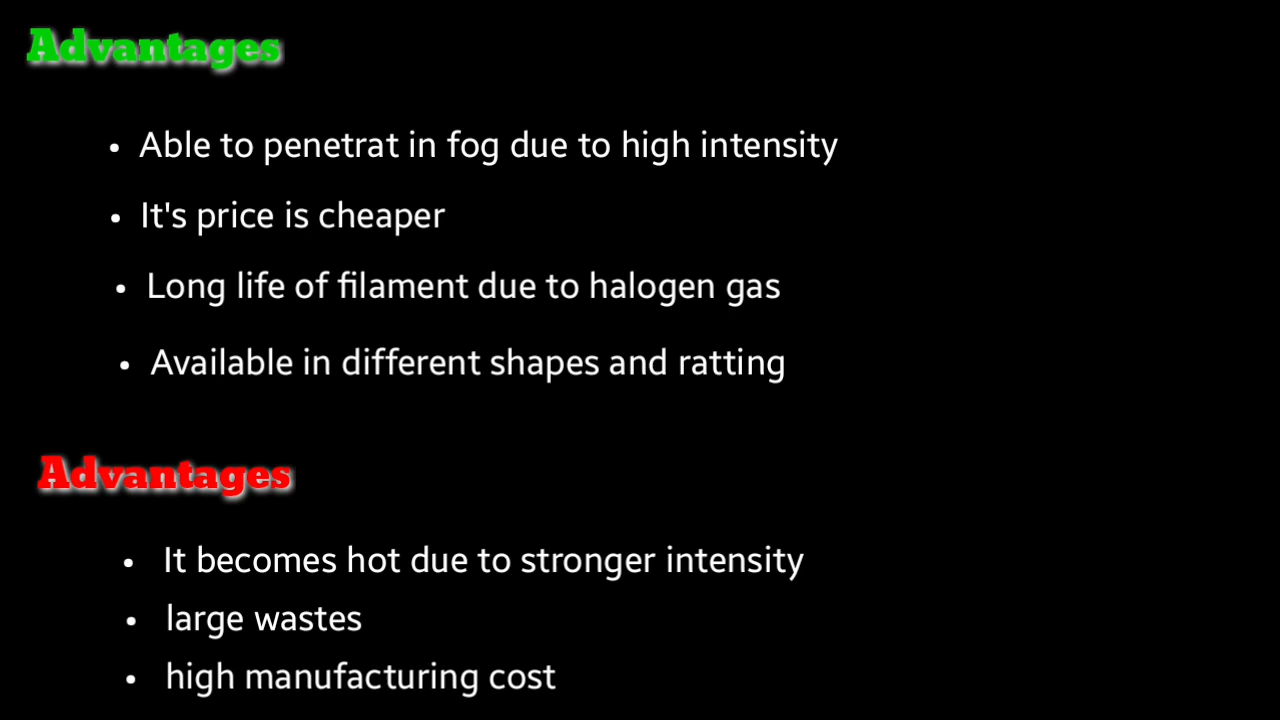 Advantages
• Able to penetrat in fog due to high intensity
• It's price is cheaper
• Long life of filament due to halogen gas
• Available in different shapes and ratting
Advantages
• It becomes hot due to stronger intensity
• large wastes
• high manufacturing cost